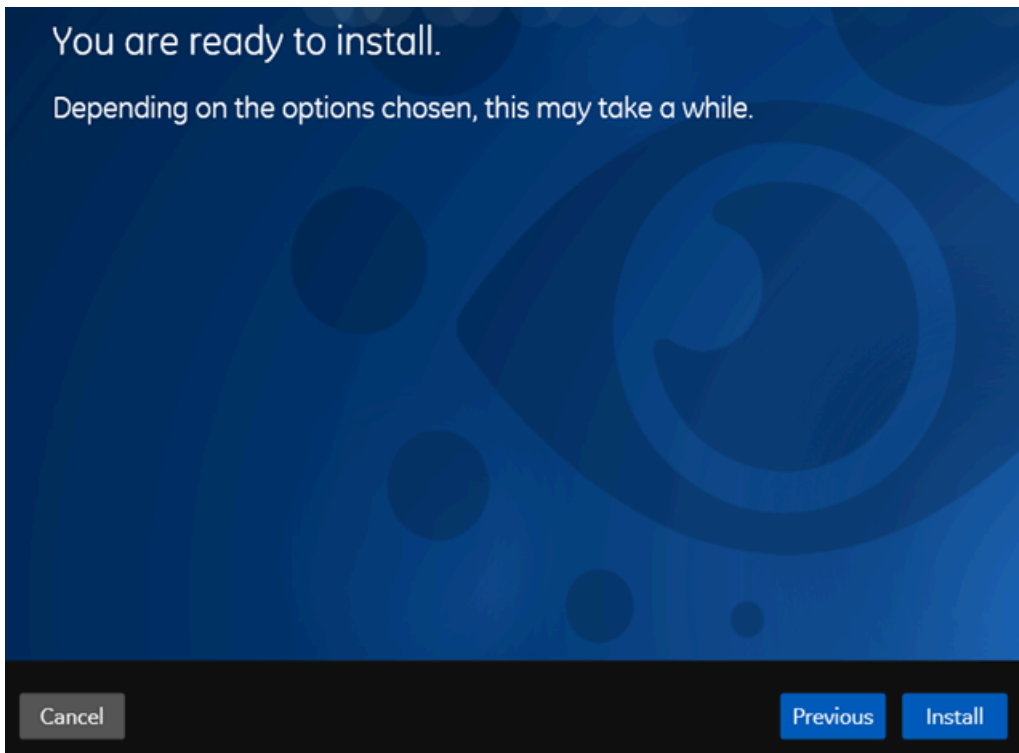 You are ready to install.
Depending on the options chosen, this may take a while.
Cancel
Previous
Install